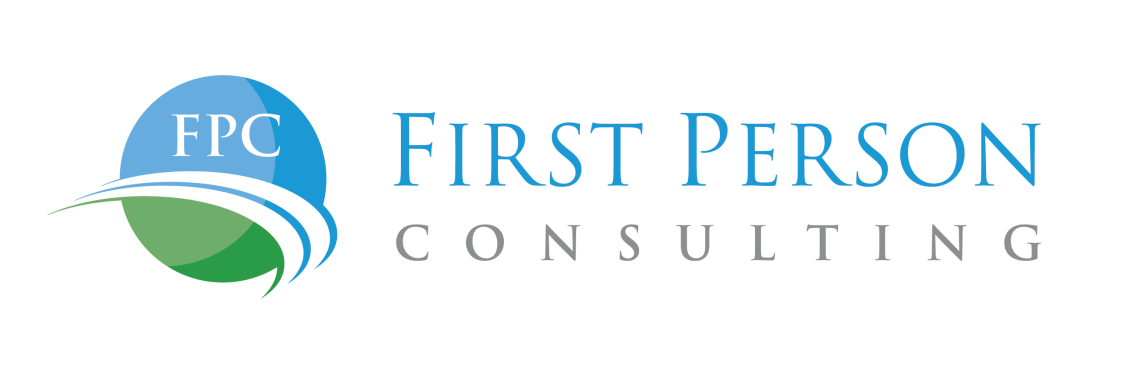 FPC
FIRST PERSON
CONSULTING